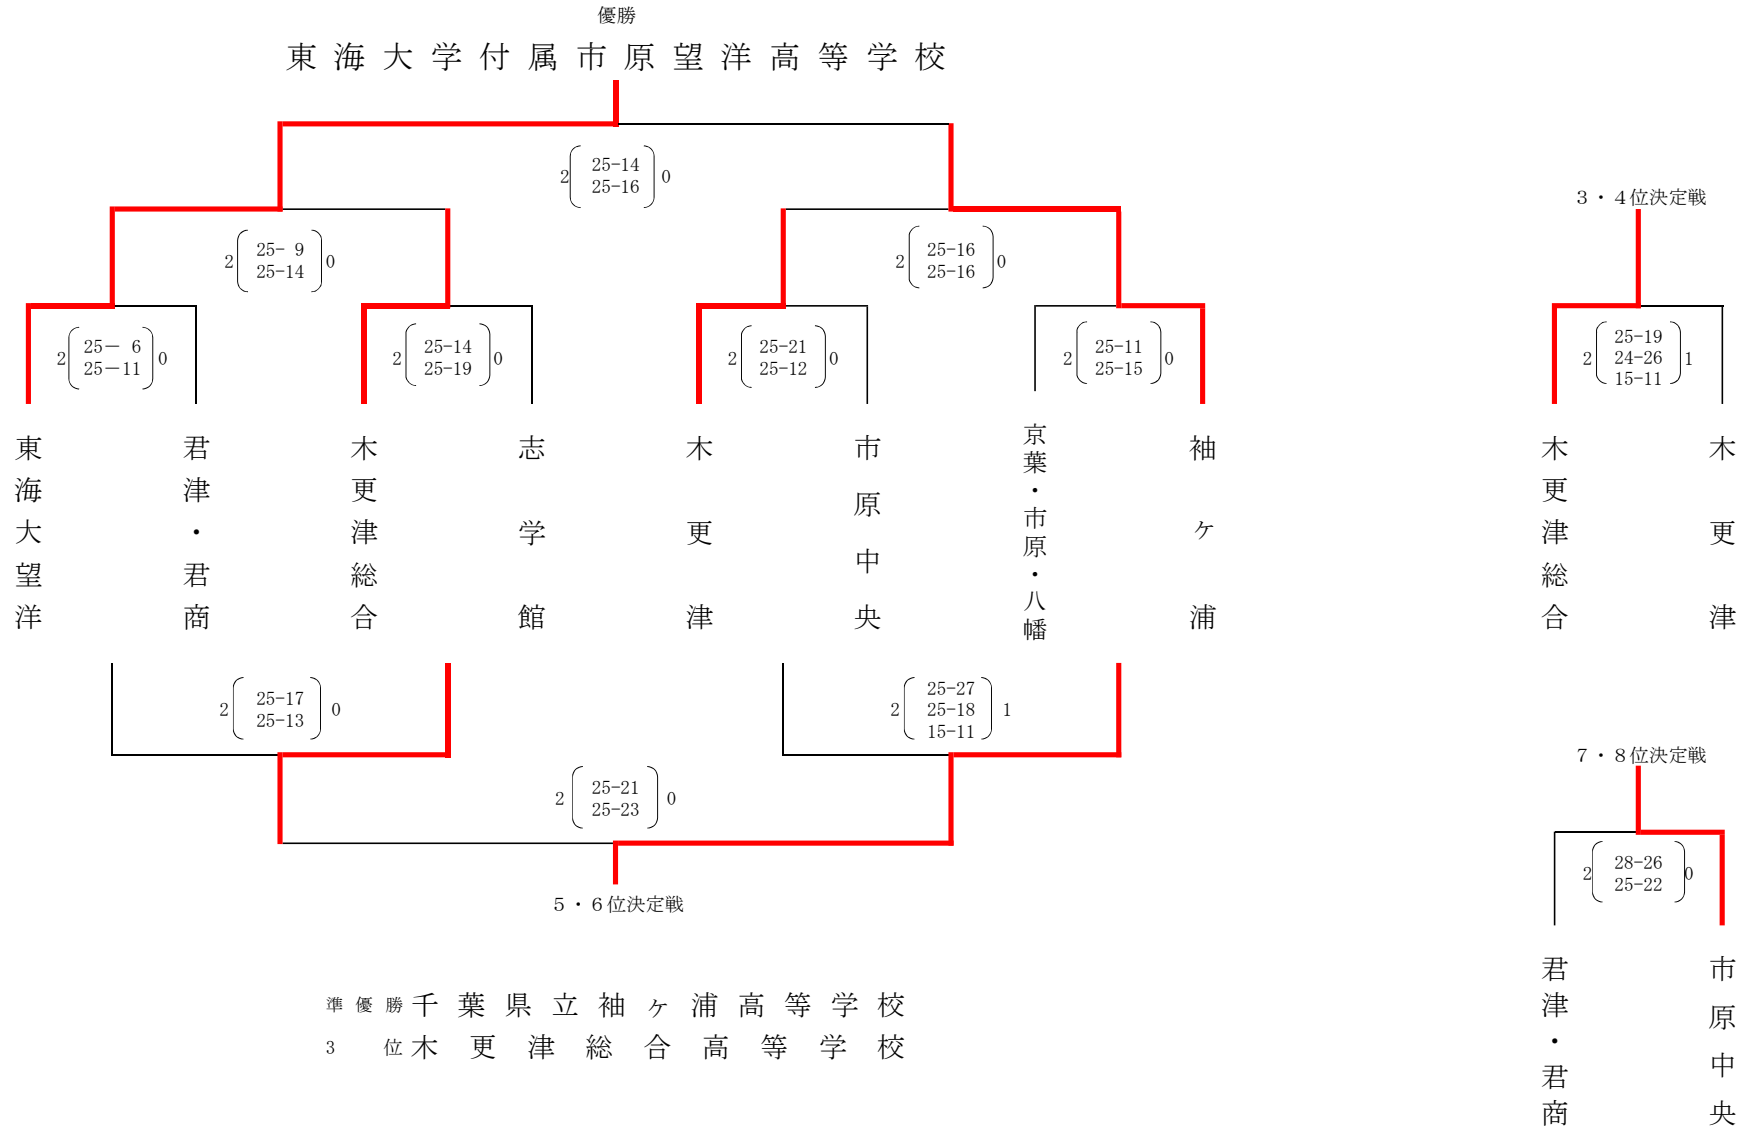 優勝
東海大学付属市原望洋高等学校
2 25-14 0
25-16
3・4位決定戦
2 25- 9 0
25-14
2 25-16 0
25-16
2 25－ 6 0
25－11
2 25-14 0
25-19
2 25-21 0
25-12
2 25-11 0
25-15
2 25-19 1
24-26
15-11
東海大望洋
君津・君商
木更津総合
志学館
木更津
市原中央
京葉・市原・八幡
袖ケ浦
木更津総合
木更津
2 25-17 0
25-13
2 25-27 1
25-18
15-11
2 25-21 0
25-23
5・6位決定戦
7・8位決定戦
2 28-26 0
25-22
君津・君商
市原中央
準優勝 千葉県立袖ヶ浦高等学校
3 位 木更津総合高等学校